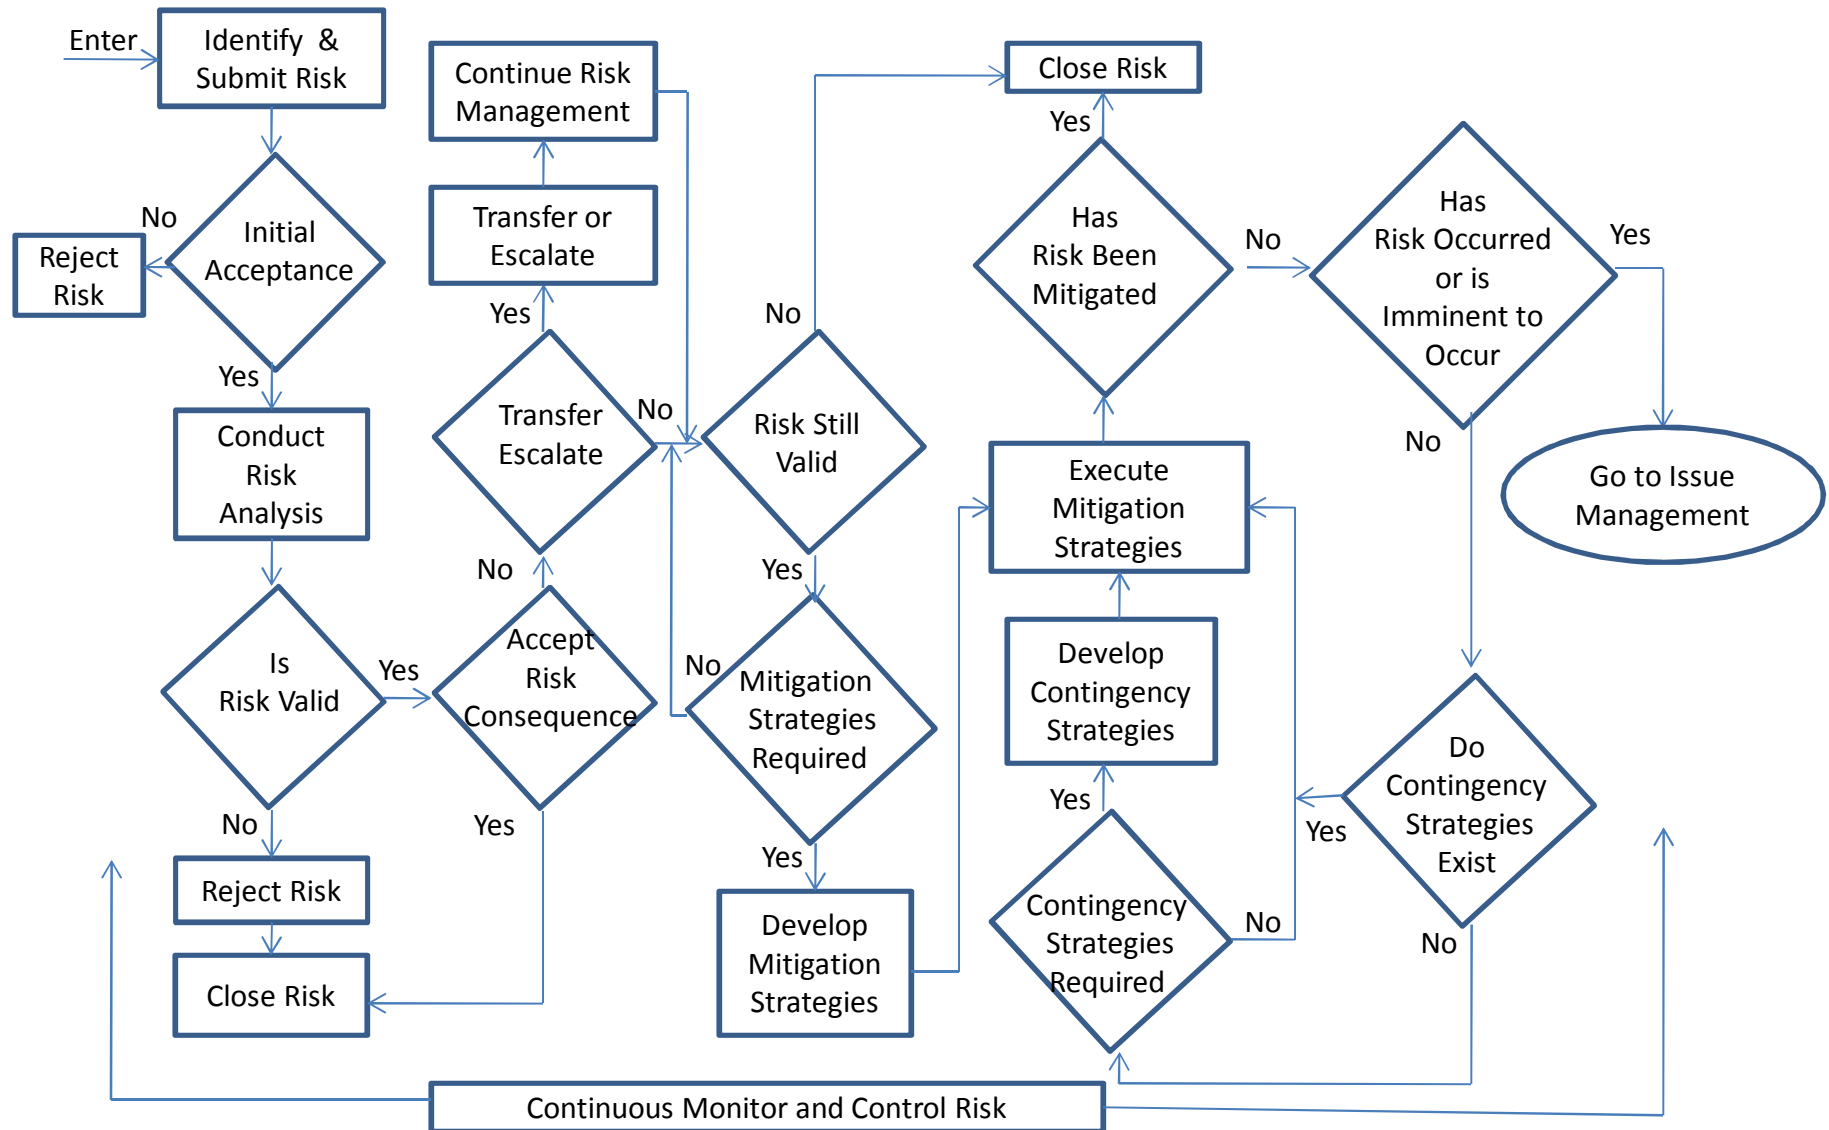 Enter
Identify &
Submit Risk
Initial
Acceptance
No
Reject
Risk
Yes
Conduct
Risk
Analysis
Is
Risk Valid
No
Reject Risk
Close Risk
Yes
Accept
Risk
Consequence
Yes
No
Transfer
Escalate
Yes
Transfer or
Escalate
Continue Risk
Management
No
Risk Still
Valid
No
Close Risk
Yes
Mitigation
Strategies
Required
No
Yes
Develop
Mitigation
Strategies
Execute
Mitigation
Strategies
Has
Risk Been
Mitigated
Yes
No
Has
Risk Occurred
or is
Imminent to
Occur
Yes
Go to Issue
Management
No
Do
Contingency
Strategies
Exist
Yes
No
Contingency
Strategies
Required
No
Yes
Develop
Contingency
Strategies
Continuous Monitor and Control Risk